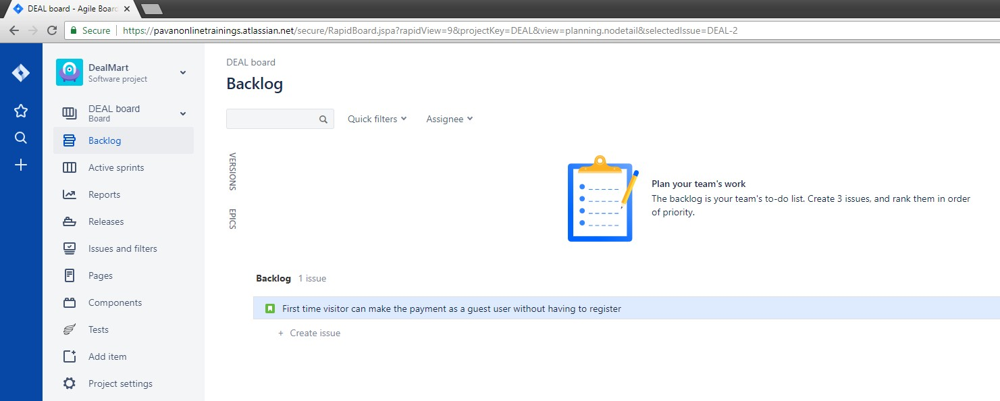 DEAL board - Agile Boar
Secure
https://pavanonlinetrainings.atlassian.net/secure/RapidBoard.jspa?rapidView=9&projectKey=DEAL&view=planning.nodetail&selectedIssue=DEAL-2
DealMart
Software project
DEAL board
Board
Backlog
Active sprints
Reports
Releases
Issues and filters
Pages
Components
Tests
Add item
Project settings
DEAL board
Backlog
Quick filters
Assignee
VERSIONS
EPICS
Plan your team's work
The backlog is your team's to-do list. Create 3 issues, and rank them in order
of priority.
Backlog 1 issue
First time visitor can make the payment as a guest user without having to register
+ Create issue